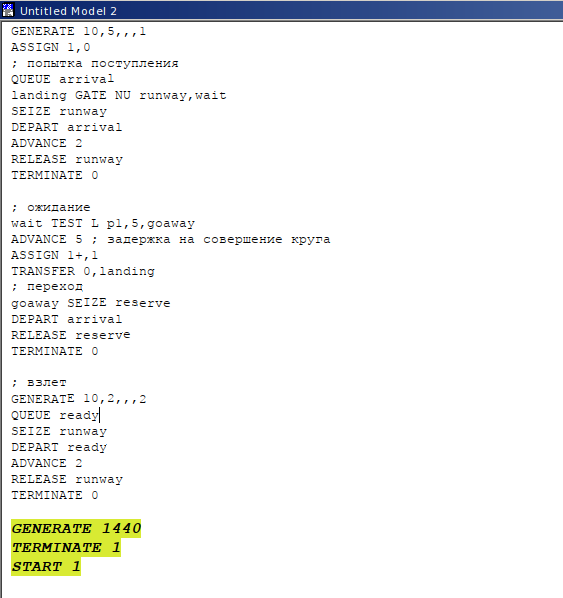 Untitled Model 2
GENERATE 10,5,,,1
ASSIGN 1,0
; попытка поступления
QUEUE arrival
landing GATE NU runway,wait
SEIZE runway
DEPART arrival
ADVANCE 2
RELEASE runway
TERMINATE 0
; ожидание
wait TEST L p1,5,goaway
ADVANCE 5 ; задержка на совершение круга
ASSIGN 1+,1
TRANSFER 0,landing
; переход
goaway SEIZE reserve
DEPART arrival
RELEASE reserve
TERMINATE 0
; взлет
GENERATE 10,2,,,2
QUEUE ready
SEIZE runway
DEPART ready
ADVANCE 2
RELEASE runway
TERMINATE 0
GENERATE 1440
TERMINATE 1
START 1